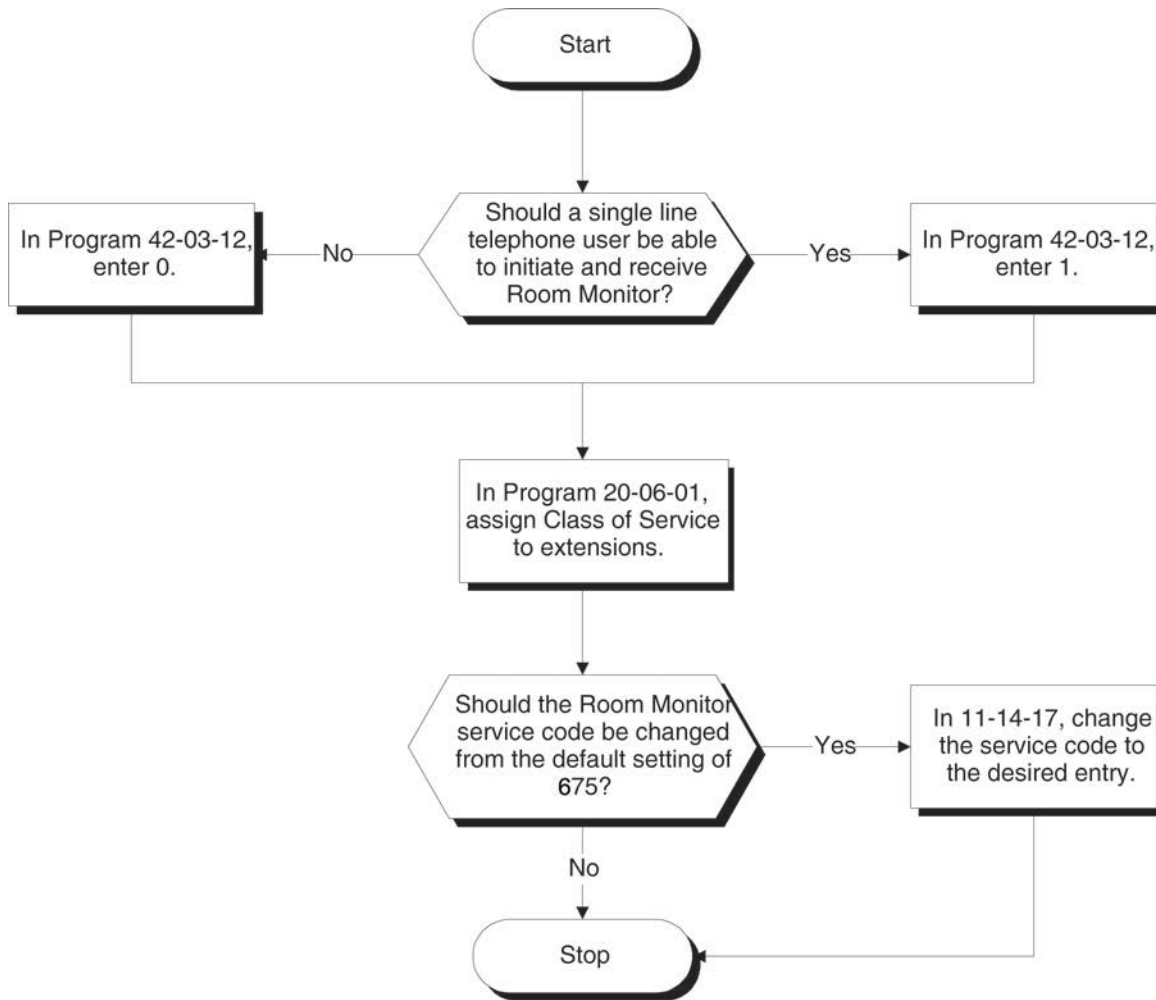 Start
Should a single line
telephone user be able
to initiate and receive
Room Monitor?
No
Yes
In Program 42-03-12,
enter 0.
In Program 42-03-12,
enter 1.
In Program 20-06-01,
assign Class of Service
to extensions.
Should the Room Monitor
service code be changed
from the default setting of
675?
Yes
In 11-14-17, change
the service code to
the desired entry.
No
Stop